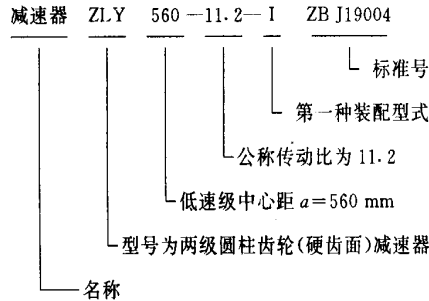 减速器 ZLY 560－11.2－Ⅰ ZB J19004
标准号
第一种装配型式
公称传动比为11.2
低速级中心距 a＝560 mm
型号为两级圆柱齿轮(硬齿面)减速器
名称